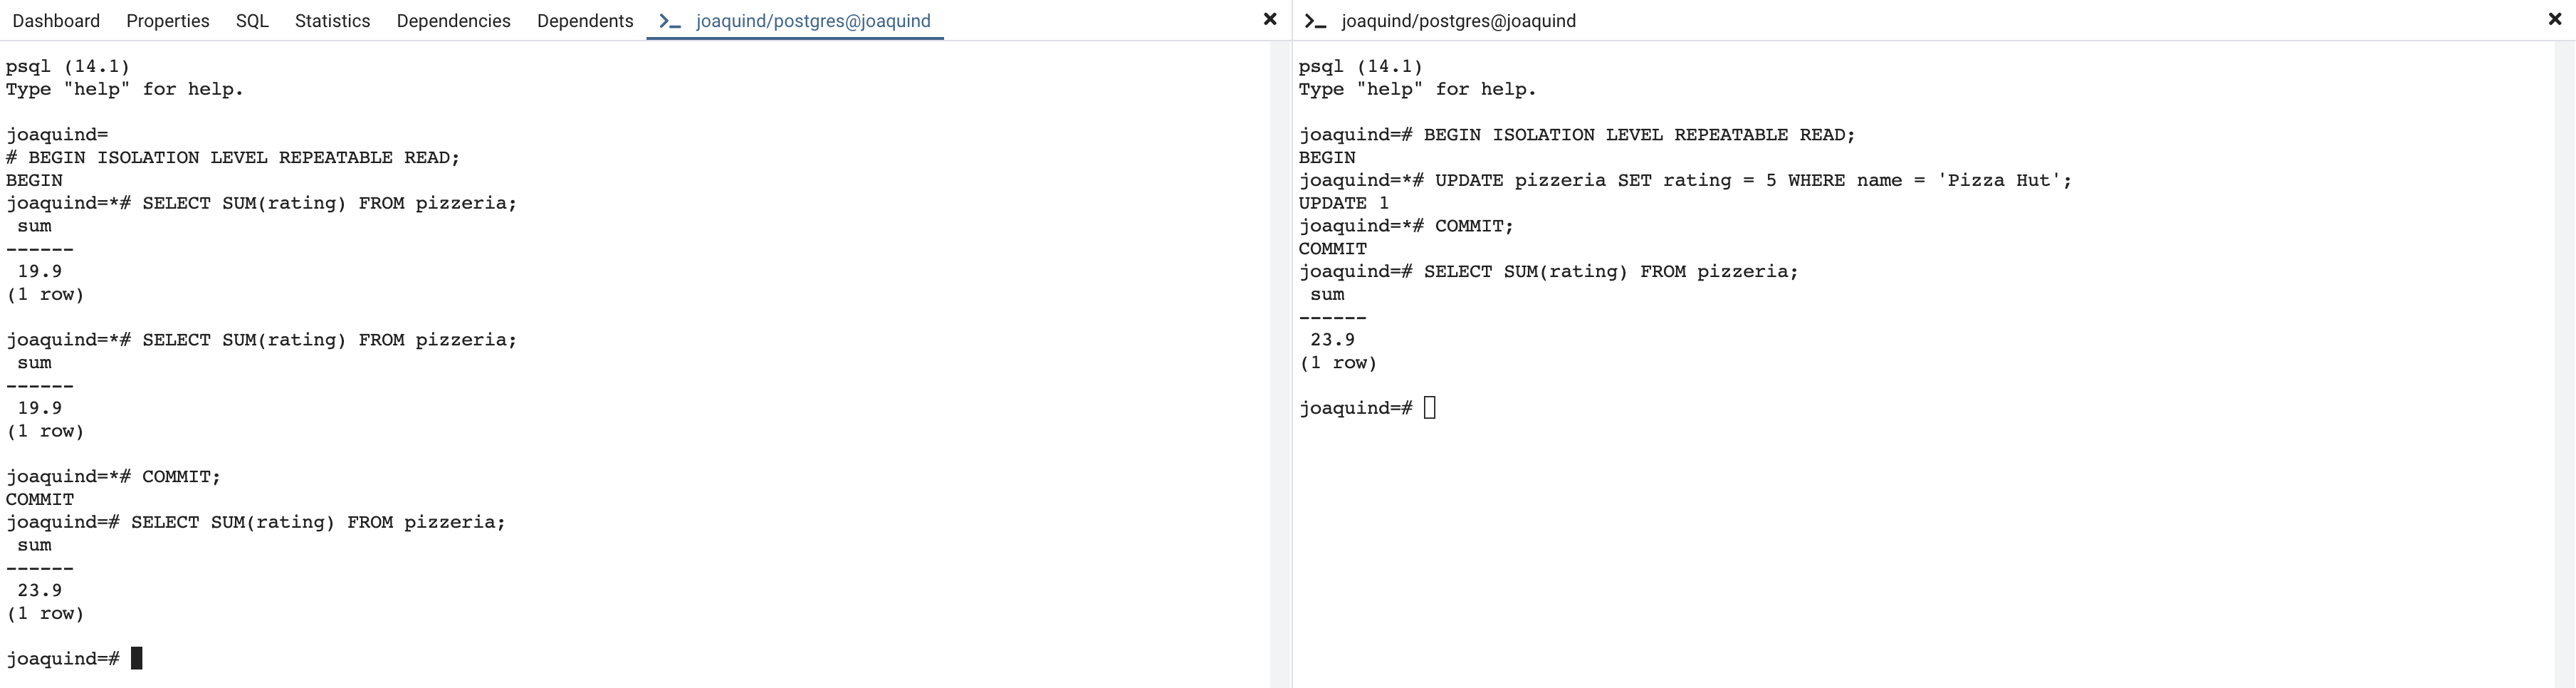 Dashboard Properties SQL Statistics Dependencies Dependents >_ joaquind/postgres@joaquind ×
psql (14.1)
Type "help" for help.
joaquind=
# BEGIN ISOLATION LEVEL REPEATABLE READ;
BEGIN
joaquind=*# SELECT SUM(rating) FROM pizzeria;
sum
------
19.9
(1 row)
joaquind=*# SELECT SUM(rating) FROM pizzeria;
sum
------
19.9
(1 row)
joaquind=*# COMMIT;
COMMIT
joaquind=# SELECT SUM(rating) FROM pizzeria;
sum
------
23.9
(1 row)
joaquind=#
>_ joaquind/postgres@joaquind ×
psql (14.1)
Type "help" for help.
joaquind=# BEGIN ISOLATION LEVEL REPEATABLE READ;
BEGIN
joaquind=*# UPDATE pizzeria SET rating = 5 WHERE name = 'Pizza Hut';
UPDATE 1
joaquind=*# COMMIT;
COMMIT
joaquind=# SELECT SUM(rating) FROM pizzeria;
sum
------
23.9
(1 row)
joaquind=#